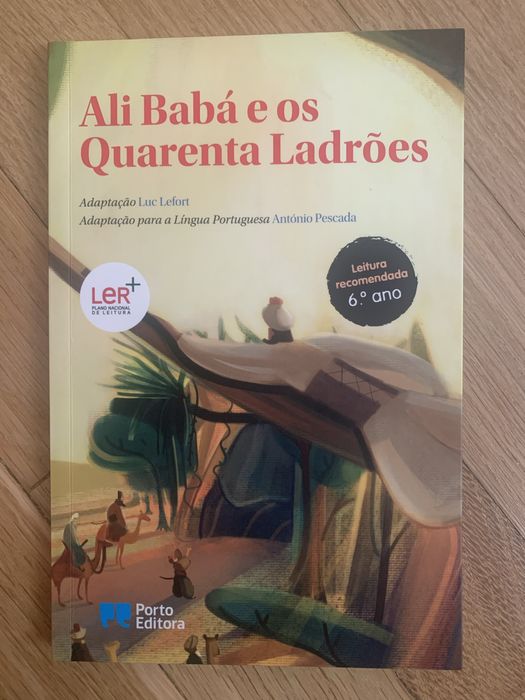 Ali Babá e os
Quarenta Ladrões
Adaptação Luc Lefort
Adaptação para a Língua Portuguesa António Pescada
LeR+
PLANO NACIONAL
DE LEITURA
Leitura
recomendada
6.º ano
Porto
Editora